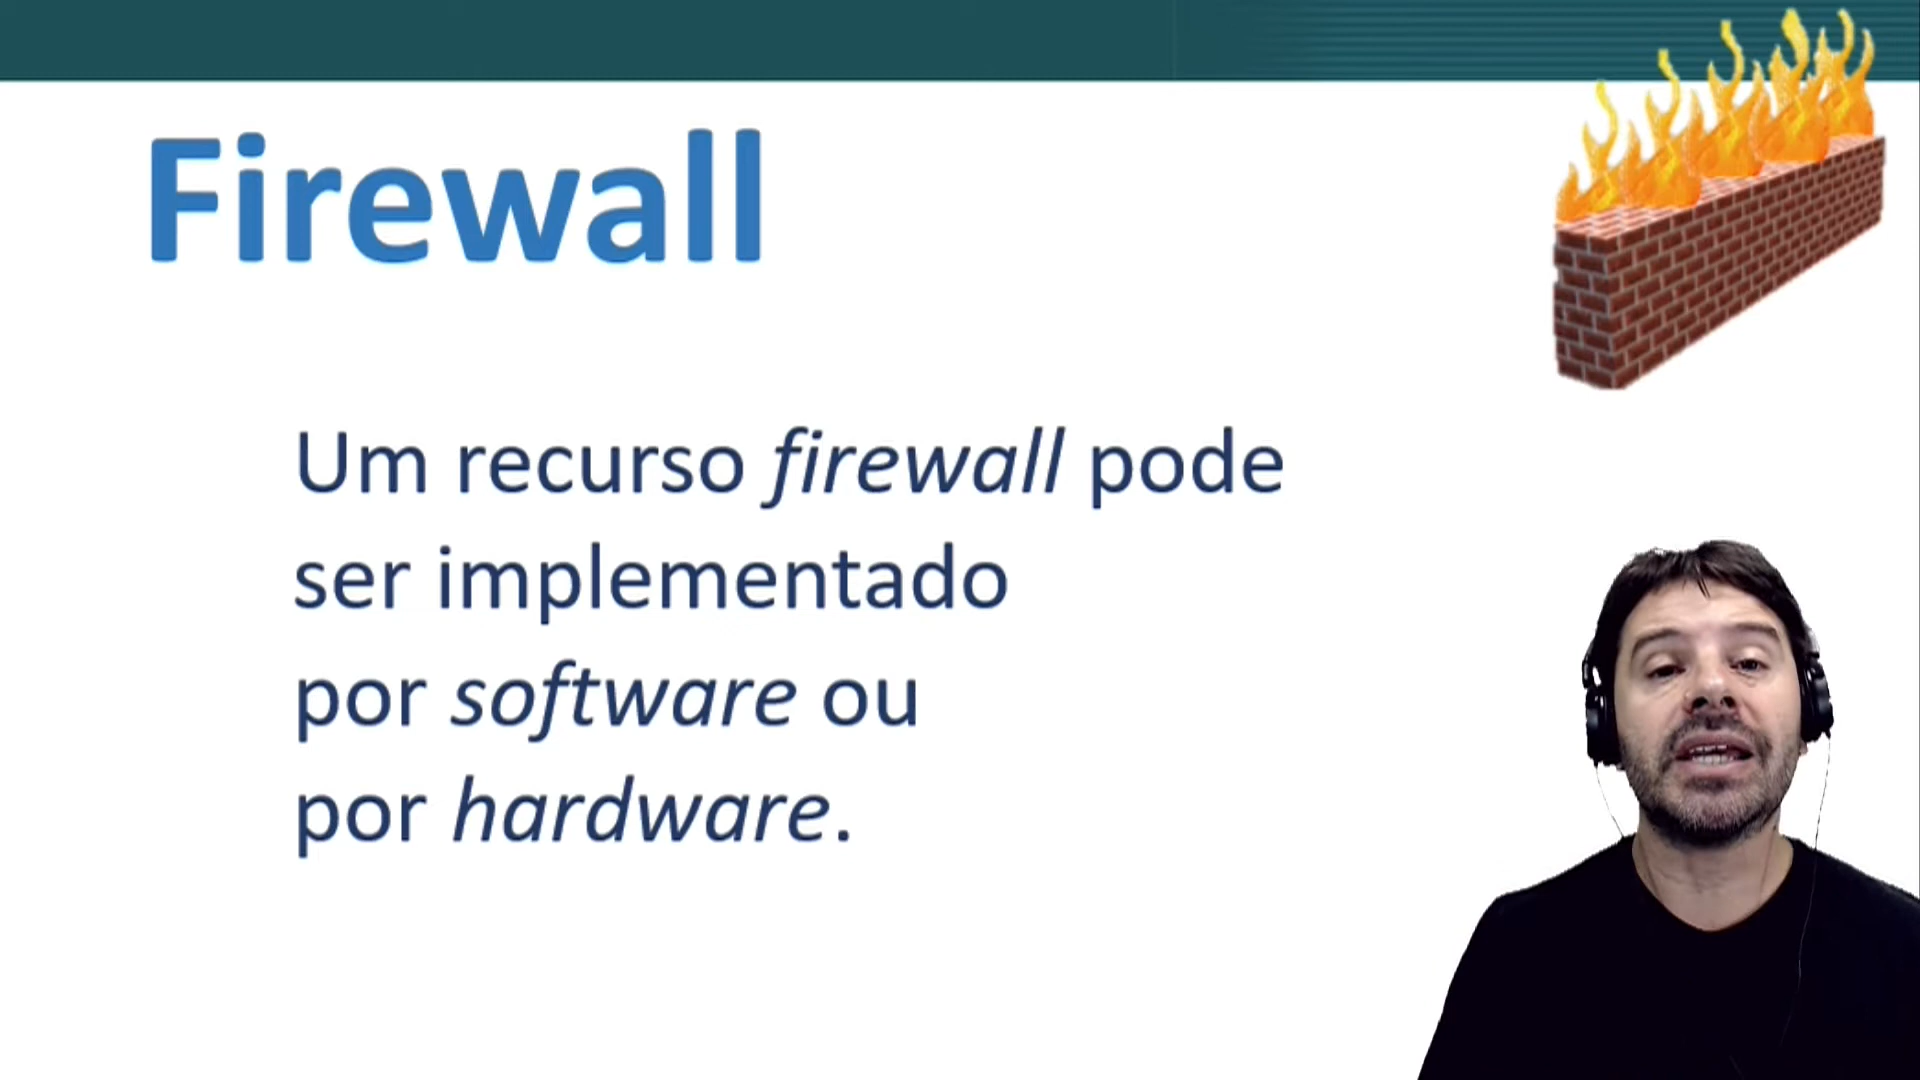 Firewall
Um recurso firewall pode
ser implementado
por software ou
por hardware.